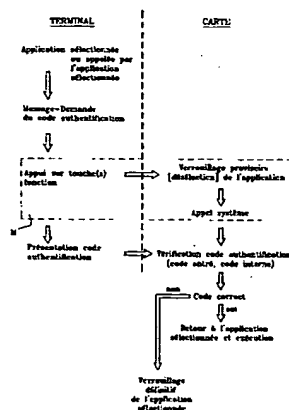 TERMINAL
CARTE
Application sélectionnée
ou appelée par
l'application
sélectionnée
Message-Demande
du code authentification
Appui sur touche(s)
fonction
Verrouillage provisoire
de l'application
Appel système
M
Présentation code
authentification
Vérification code authentification
(code entré, code interne)
non
Code correct
oui
Retour à l'application
sélectionnée et exécution
Verrouillage
définitif
de l'application
sélectionnée